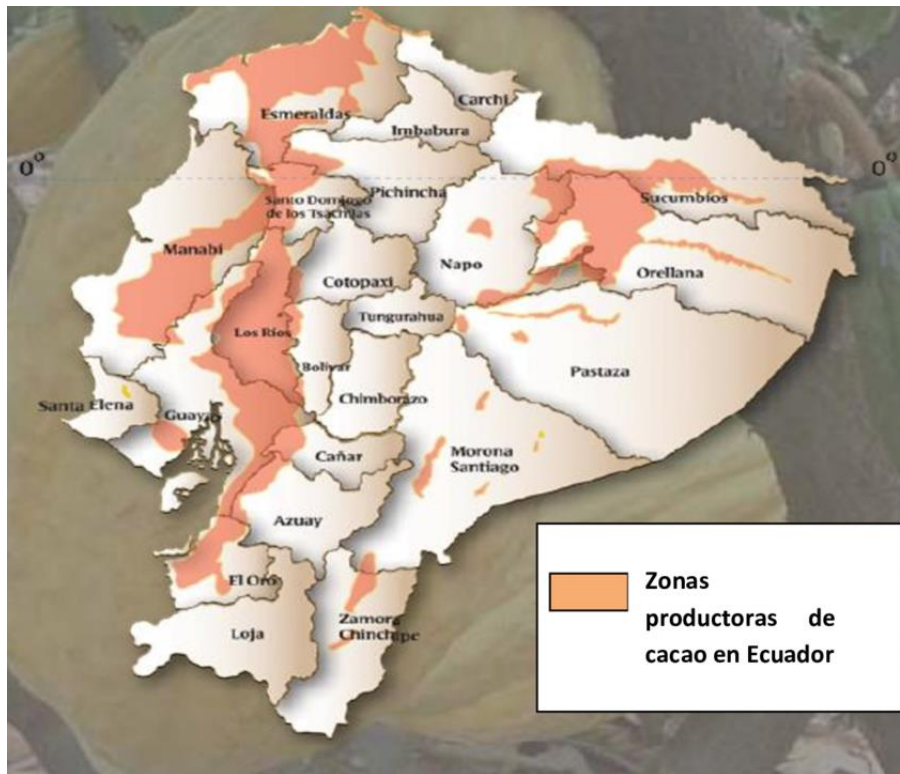 Carchi
Esmeraldas
Imbabura
0°
0°
Pichincha
Santo Domingo
de los Tsáchilas
Sucumbíos
Manabí
Napo
Orellana
Cotopaxi
Tungurahua
Los Ríos
Bolívar
Pastaza
Chimborazo
Santa Elena
Guayas
Morona
Santiago
Cañar
Azuay
El Oro
Zamora
Chinchipe
Loja
Zonas
productoras de
cacao en Ecuador